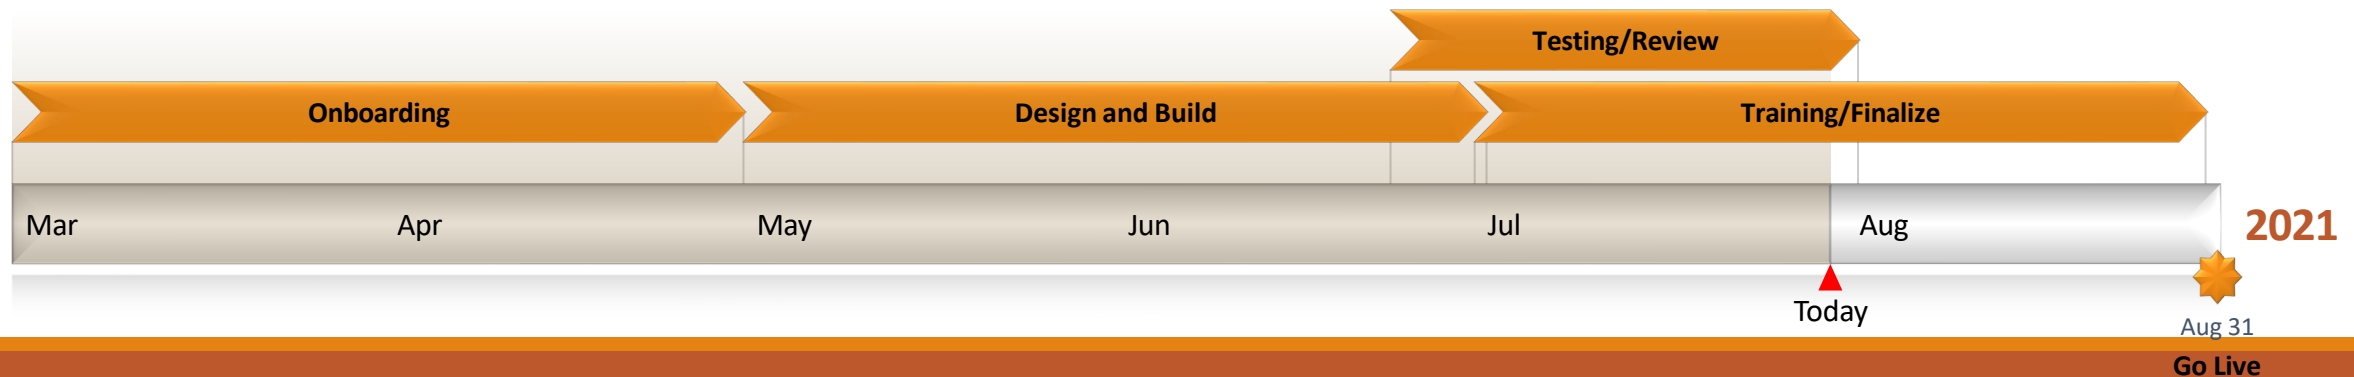 Testing/Review
Onboarding
Design and Build
Training/Finalize
Mar
Apr
May
Jun
Jul
Aug
2021
Today
Aug 31
Go Live